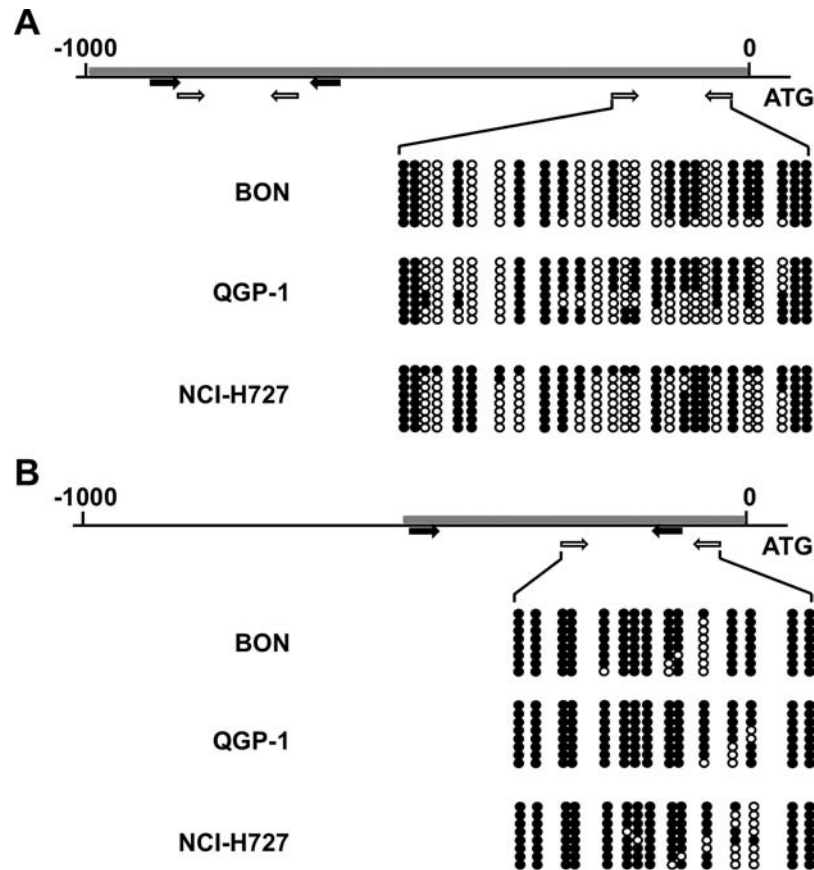 A
-1000 0
ATG
BON
QGP-1
NCI-H727
B
-1000 0
ATG
BON
QGP-1
NCI-H727